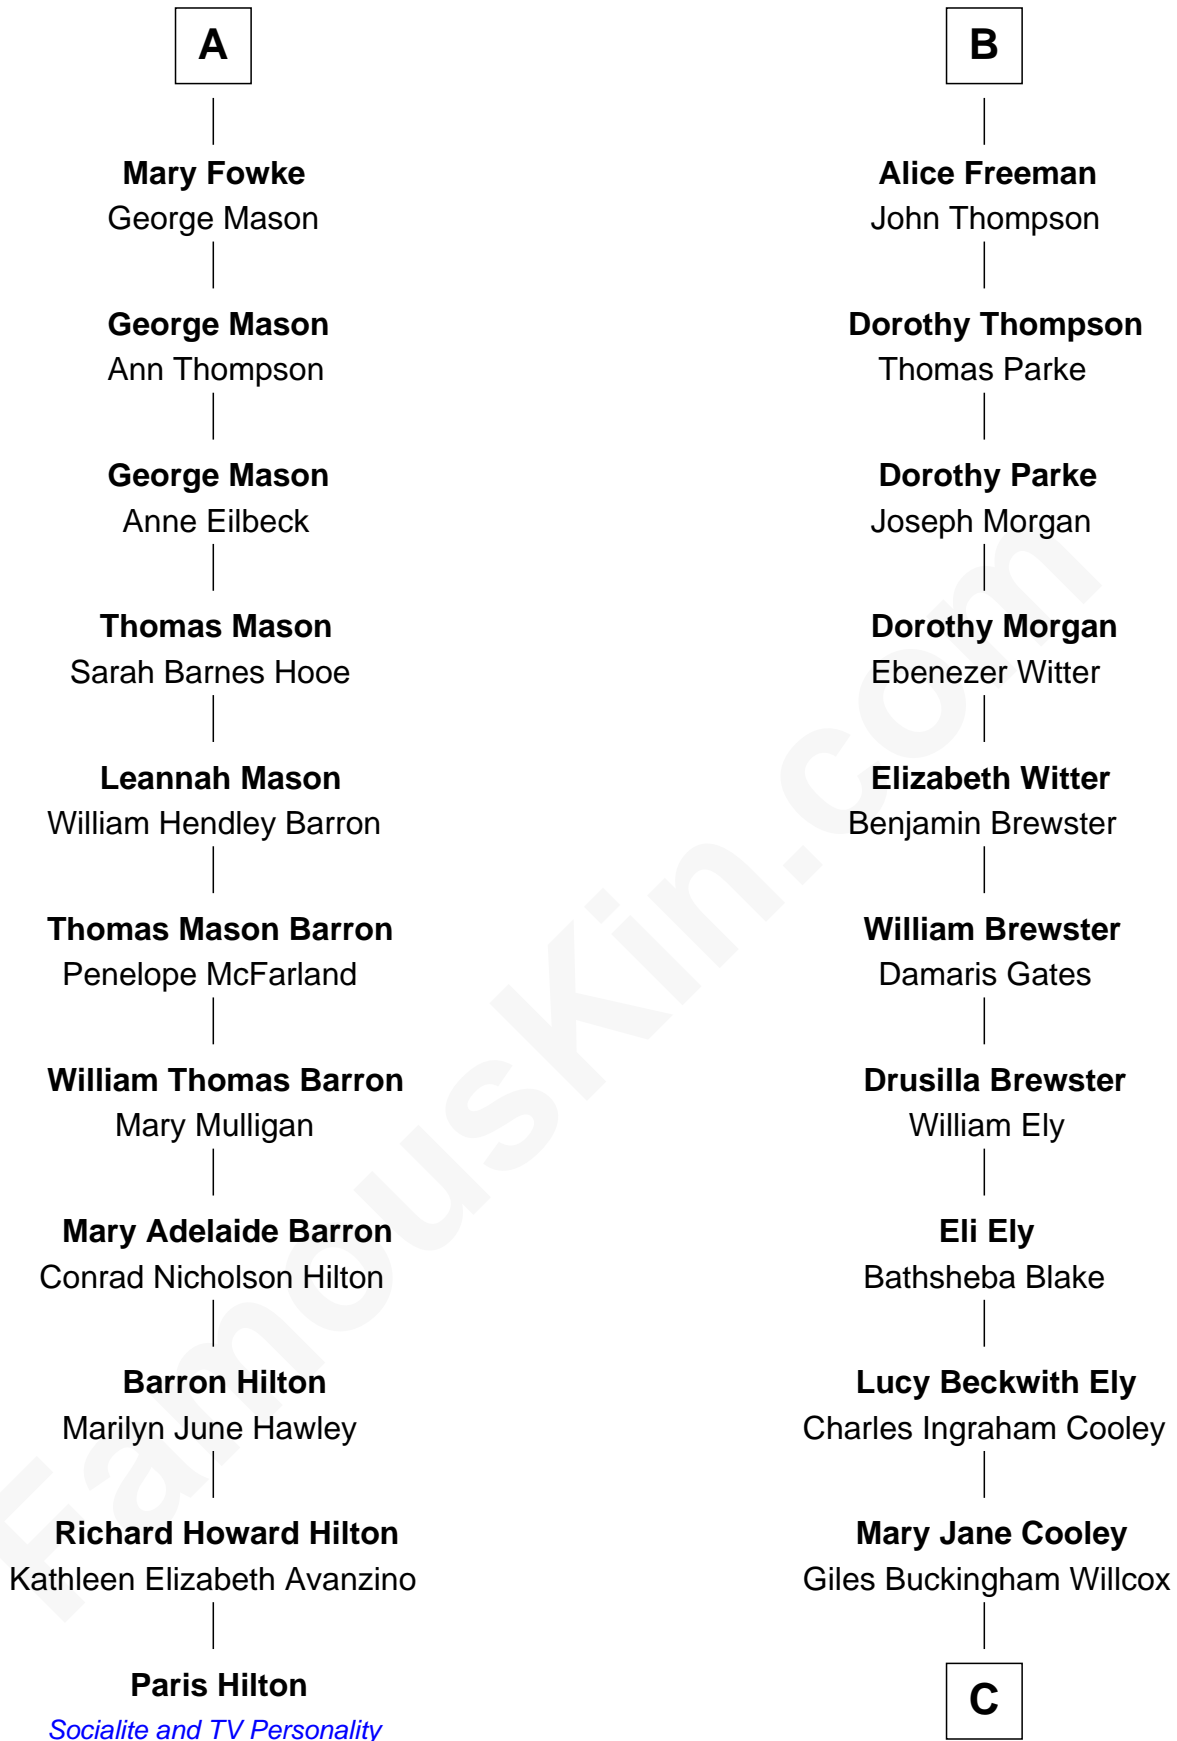 A
Mary Fowke
George Mason
George Mason
Ann Thompson
George Mason
Anne Eilbeck
Thomas Mason
Sarah Barnes Hooe
Leannah Mason
William Hendley Barron
Thomas Mason Barron
Penelope McFarland
William Thomas Barron
Mary Mulligan
Mary Adelaide Barron
Conrad Nicholson Hilton
Barron Hilton
Marilyn June Hawley
Richard Howard Hilton
Kathleen Elizabeth Avanzino
Paris Hilton
Socialite and TV Personality
B
Alice Freeman
John Thompson
Dorothy Thompson
Thomas Parke
Dorothy Parke
Joseph Morgan
Dorothy Morgan
Ebenezer Witter
Elizabeth Witter
Benjamin Brewster
William Brewster
Damaris Gates
Drusilla Brewster
William Ely
Eli Ely
Bathsheba Blake
Lucy Beckwith Ely
Charles Ingraham Cooley
Mary Jane Cooley
Giles Buckingham Willcox
C
FamousKin.com